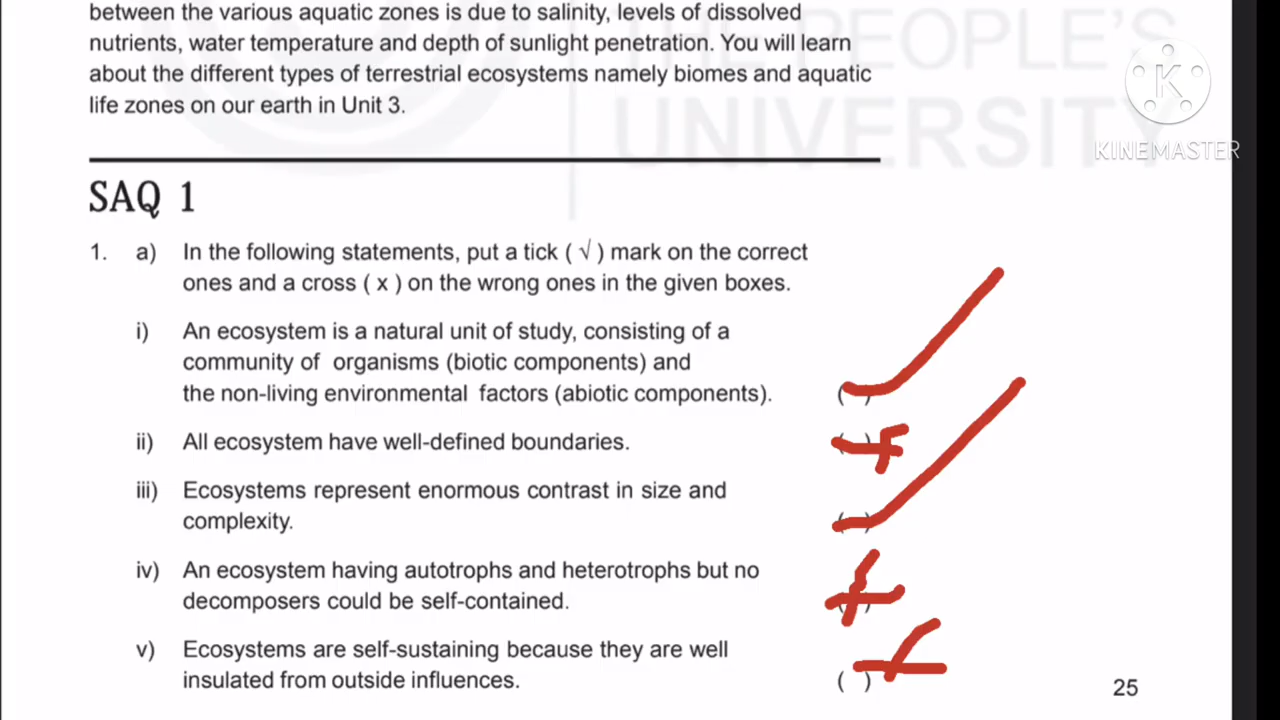 between the various aquatic zones is due to salinity, levels of dissolved
nutrients, water temperature and depth of sunlight penetration. You will learn
about the different types of terrestrial ecosystems namely biomes and aquatic
life zones on our earth in Unit 3.
THE PEOPLE'S
UNIVERSITY
K
KINEMASTER
SAQ 1
1. a) In the following statements, put a tick ( √ ) mark on the correct
ones and a cross ( x ) on the wrong ones in the given boxes.
i) An ecosystem is a natural unit of study, consisting of a
community of organisms (biotic components) and
the non-living environmental factors (abiotic components). ( )
ii) All ecosystem have well-defined boundaries. ( )
iii) Ecosystems represent enormous contrast in size and
complexity. ( )
iv) An ecosystem having autotrophs and heterotrophs but no
decomposers could be self-contained. ( )
v) Ecosystems are self-sustaining because they are well
insulated from outside influences. ( )
25